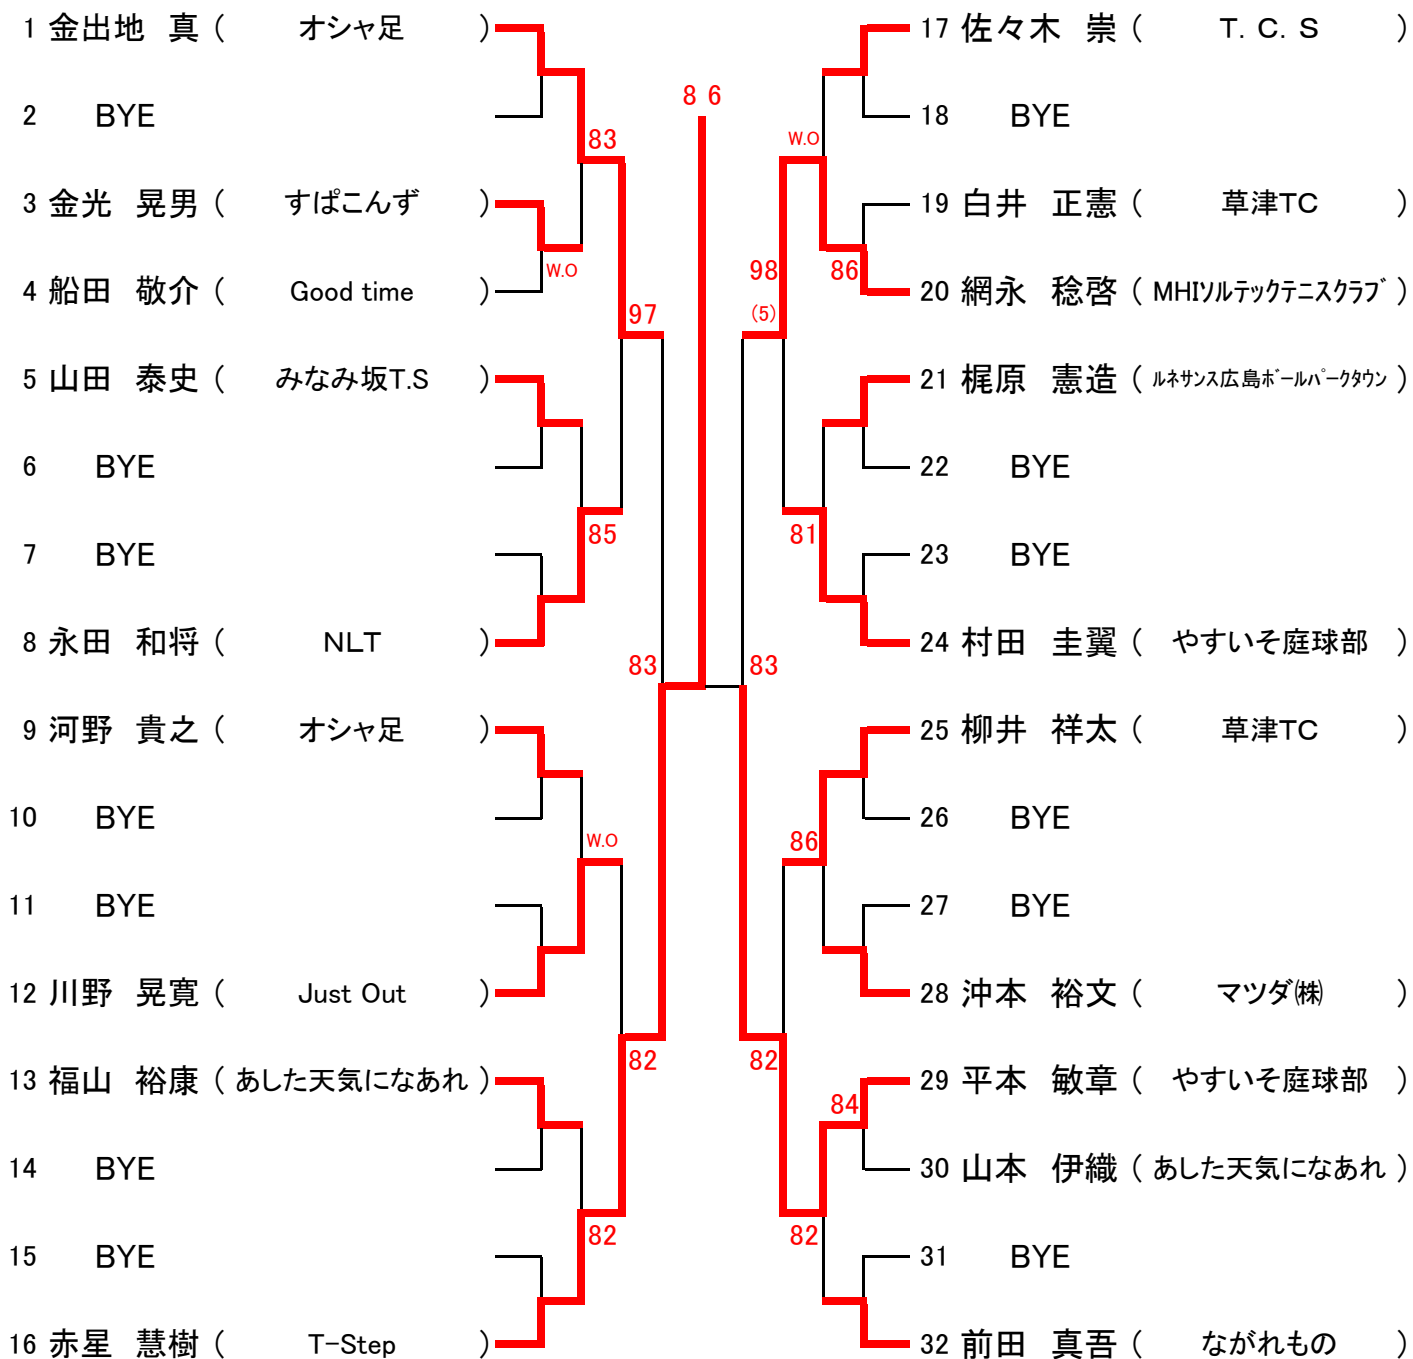 1 金出地 真 ( オシャ足 )
2 BYE
3 金光 晃男 ( すぱこんず )
4 船田 敬介 ( Good time )
5 山田 泰史 ( みなみ坂T.S )
6 BYE
7 BYE
8 永田 和将 ( NLT )
9 河野 貴之 ( オシャ足 )
10 BYE
11 BYE
12 川野 晃寛 ( Just Out )
13 福山 裕康 ( あした天気になあれ )
14 BYE
15 BYE
16 赤星 慧樹 ( T-Step )
83
W.O
97
85
83
W.O
82
82
8 6
W.O
86
98
(5)
81
83
86
82
84
82
17 佐々木 崇 ( T. C. S )
18 BYE
19 白井 正憲 ( 草津TC )
20 網永 稔啓 ( MHIソルテックテニスクラブ )
21 梶原 憲造 ( ルネサンス広島ボールパークタウン )
22 BYE
23 BYE
24 村田 圭翼 ( やすいそ庭球部 )
25 柳井 祥太 ( 草津TC )
26 BYE
27 BYE
28 沖本 裕文 ( マツダ㈱ )
29 平本 敏章 ( やすいそ庭球部 )
30 山本 伊織 ( あした天気になあれ )
31 BYE
32 前田 真吾 ( ながれもの )